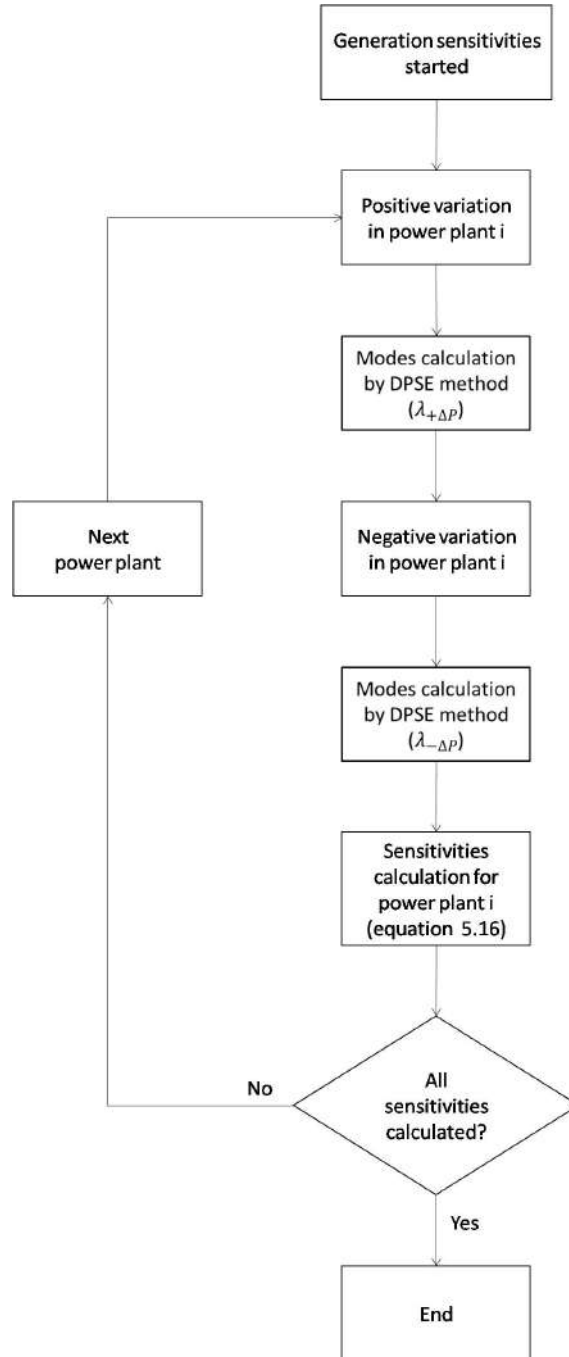 Generation sensitivities
started
Positive variation
in power plant i
Modes calculation
by DPSE method
(λ₊ΔP)
Next
power plant
Negative variation
in power plant i
Modes calculation
by DPSE method
(λ₋ΔP)
Sensitivities
calculation for
power plant i
(equation 5.16)
No
All
sensitivities
calculated?
Yes
End